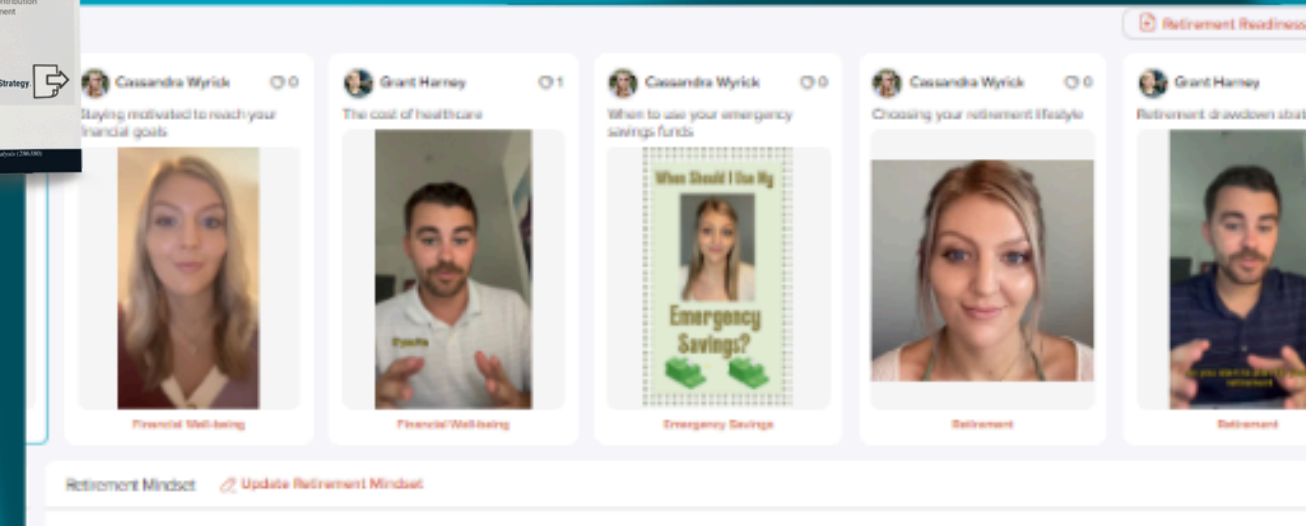 Retirement Readiness
Strategy.
Cassandra Wyrick 0
Staying motivated to reach your
financial goals
Financial Well-being
Grant Harney 1
The cost of healthcare
Financial Well-being
Cassandra Wyrick 0
When to use your emergency
savings funds
When Should I Use My
Emergency
Savings?
Emergency Savings
Cassandra Wyrick 0
Choosing your retirement lifestyle
Retirement
Grant Harney
Retirement drawdown
retirement
Retirement
Retirement Mindset Update Retirement Mindset